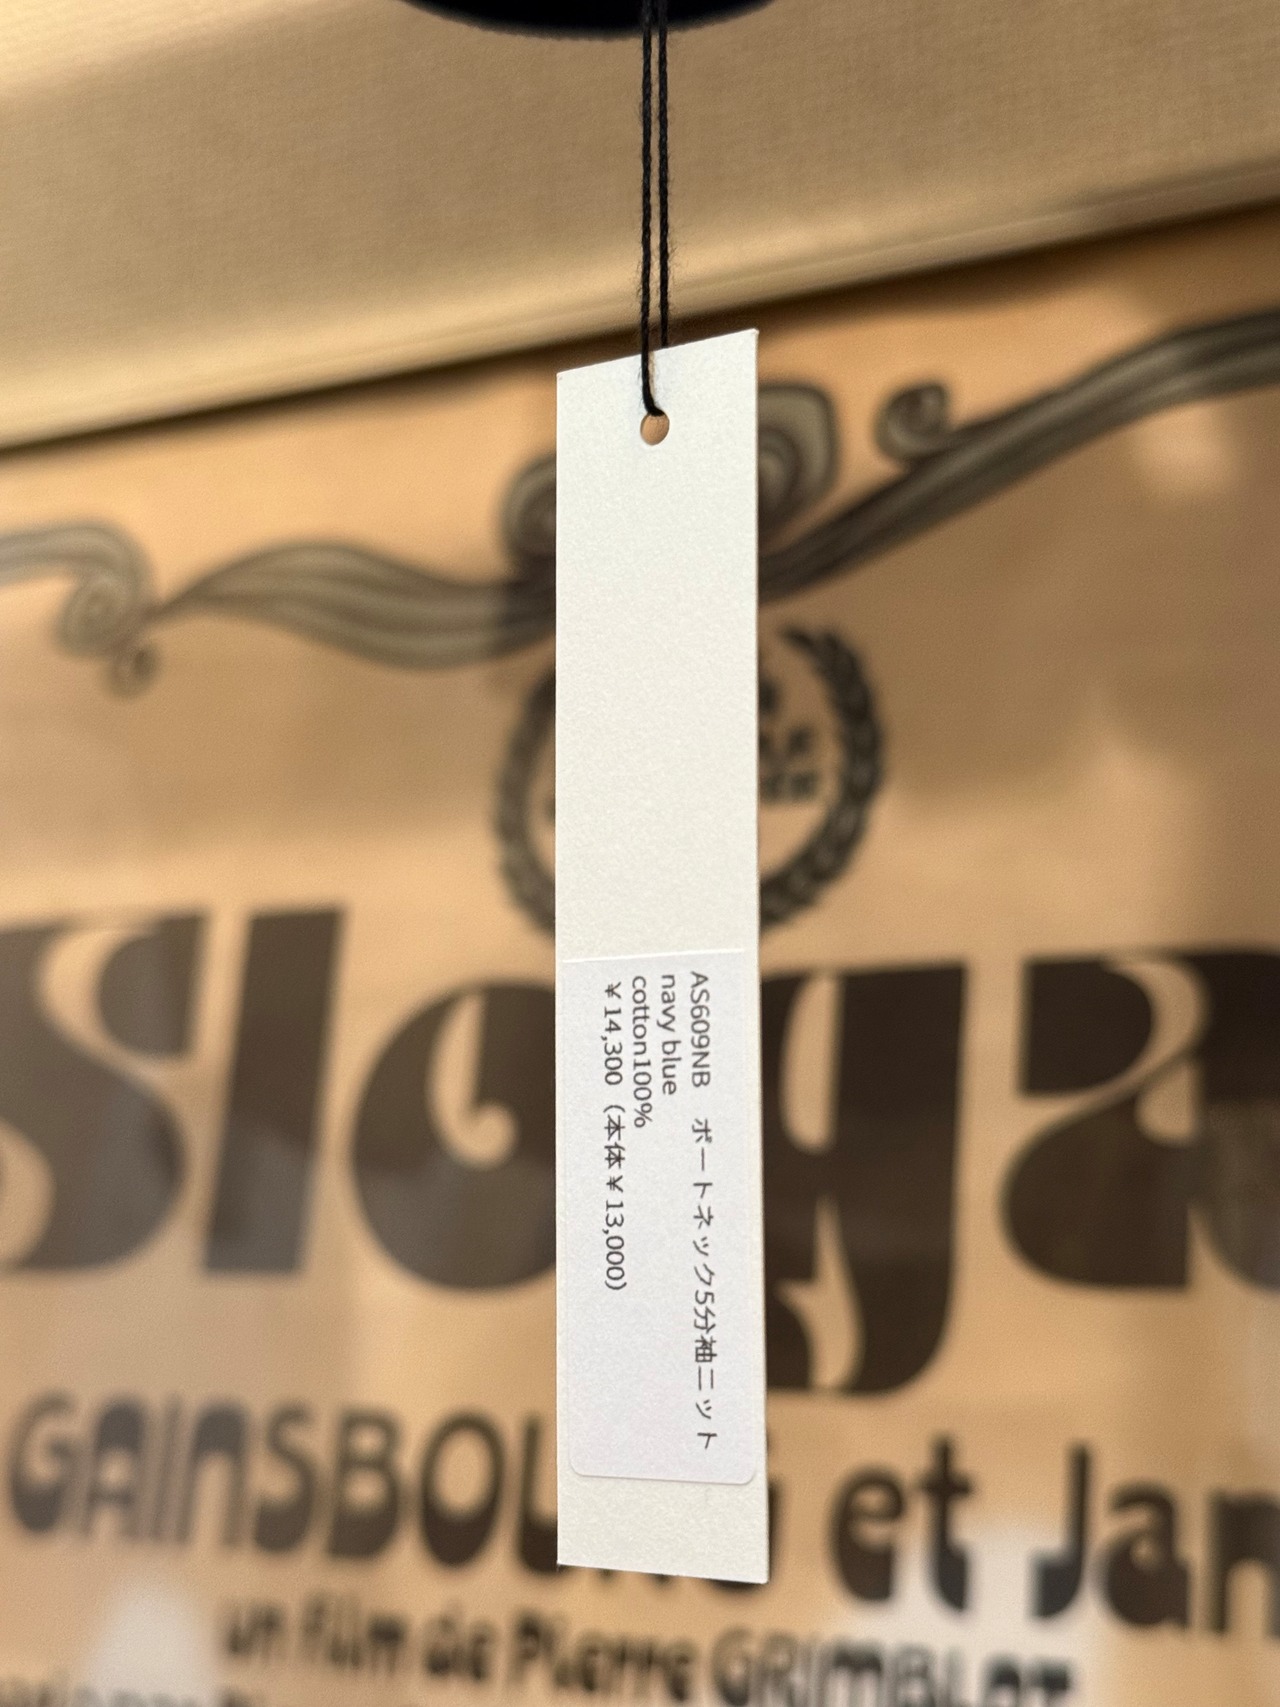 AS609NB　ボートネック5分袖ニット
navy blue
cotton100%
¥14,300（本体¥13,000）
Sloga
GAINSBOU et Jan
un film de Pierre GRIMBLAT